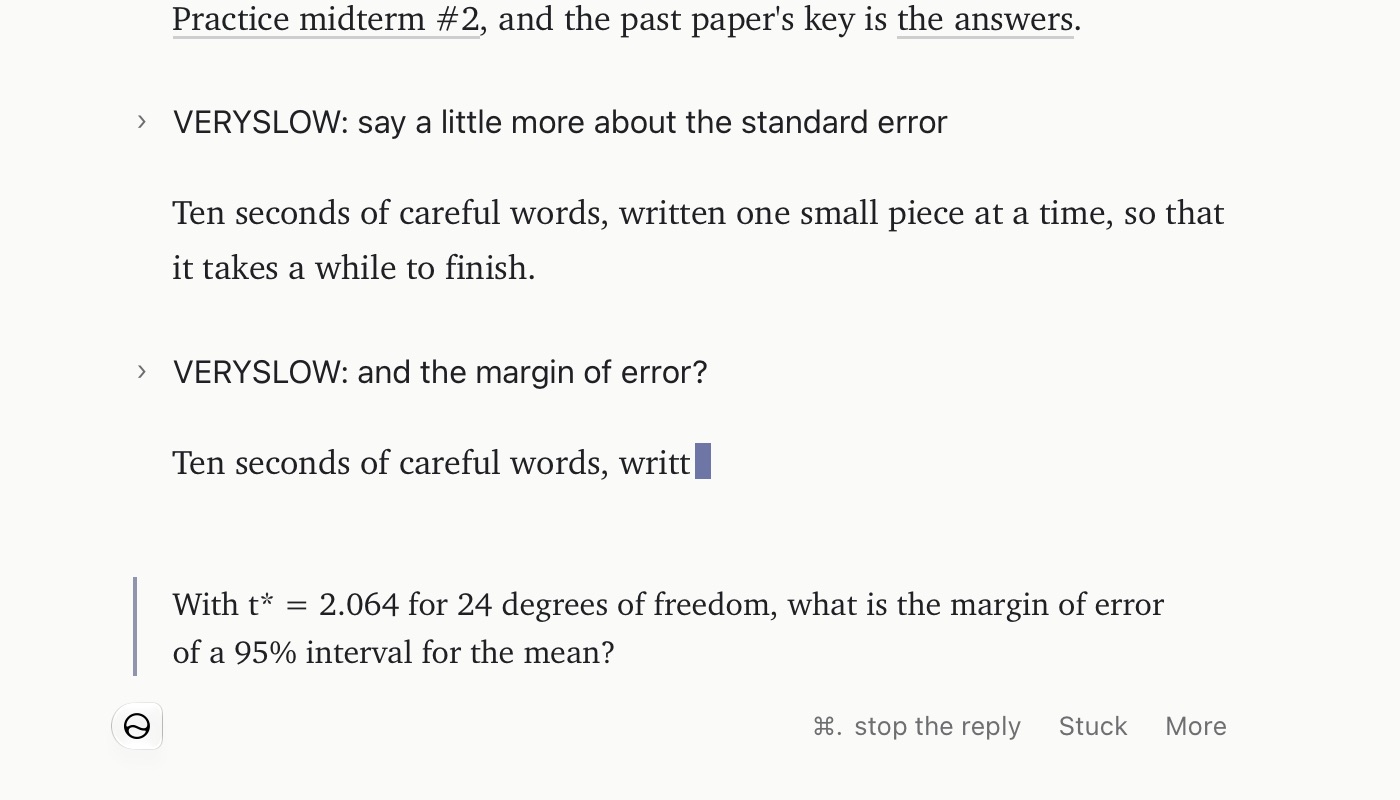 Practice midterm #2, and the past paper's key is the answers.
› VERYSLOW: say a little more about the standard error
Ten seconds of careful words, written one small piece at a time, so that
it takes a while to finish.
› VERYSLOW: and the margin of error?
Ten seconds of careful words, writt
With t* = 2.064 for 24 degrees of freedom, what is the margin of error
of a 95% interval for the mean?
⌘. stop the reply Stuck More